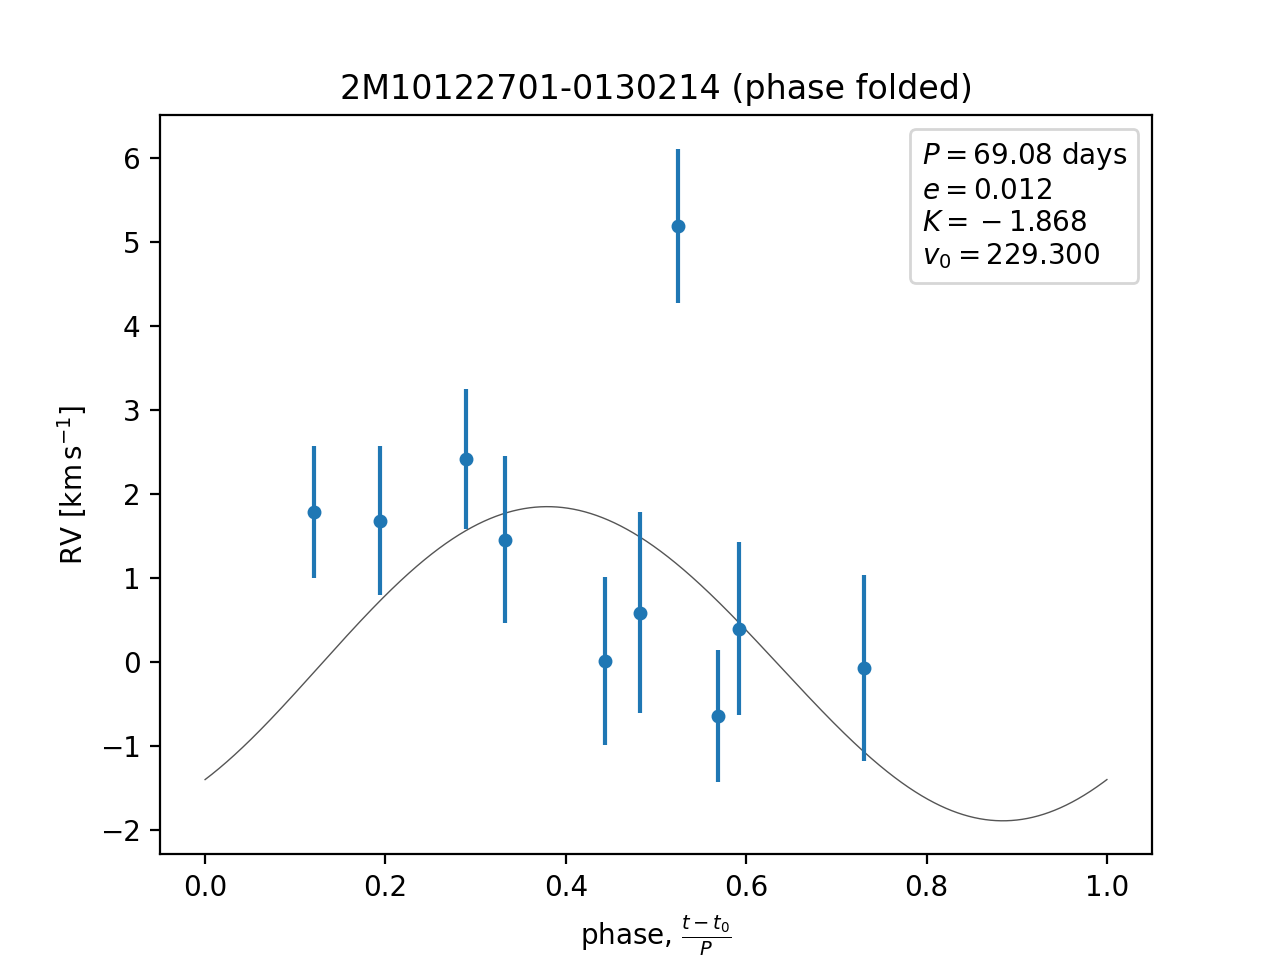 2M10122701-0130214 (phase folded)
P = 69.08 days
e = 0.012
K = −1.868
v₀ = 229.300
RV [km s⁻¹]
6
5
4
3
2
1
0
−1
−2
0.0 0.2 0.4 0.6 0.8 1.0
phase, (t − t₀)/P